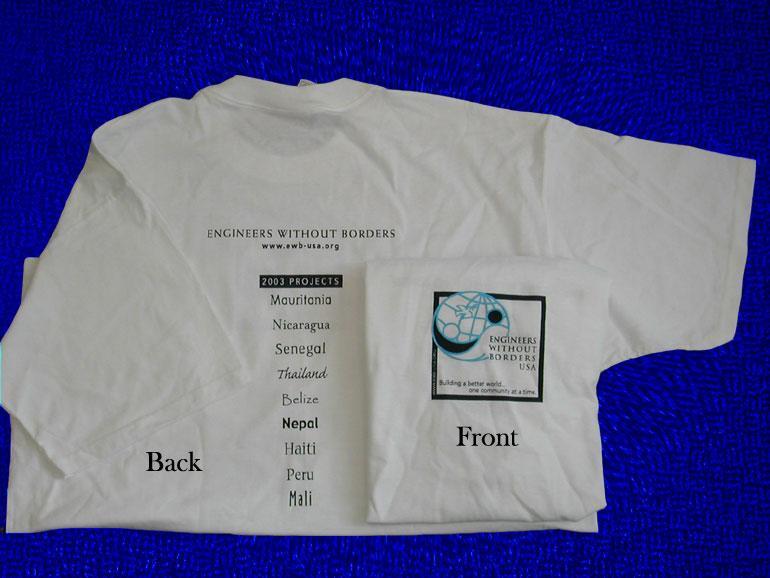 ENGINEERS WITHOUT BORDERS
www.ewb-usa.org
2003 PROJECTS
Mauritania
Nicaragua
Senegal
Thailand
Belize
Nepal
Haiti
Peru
Mali
Back
ENGINEERS
WITHOUT
BORDERS
USA
Building a better world...
one community at a time.
Front